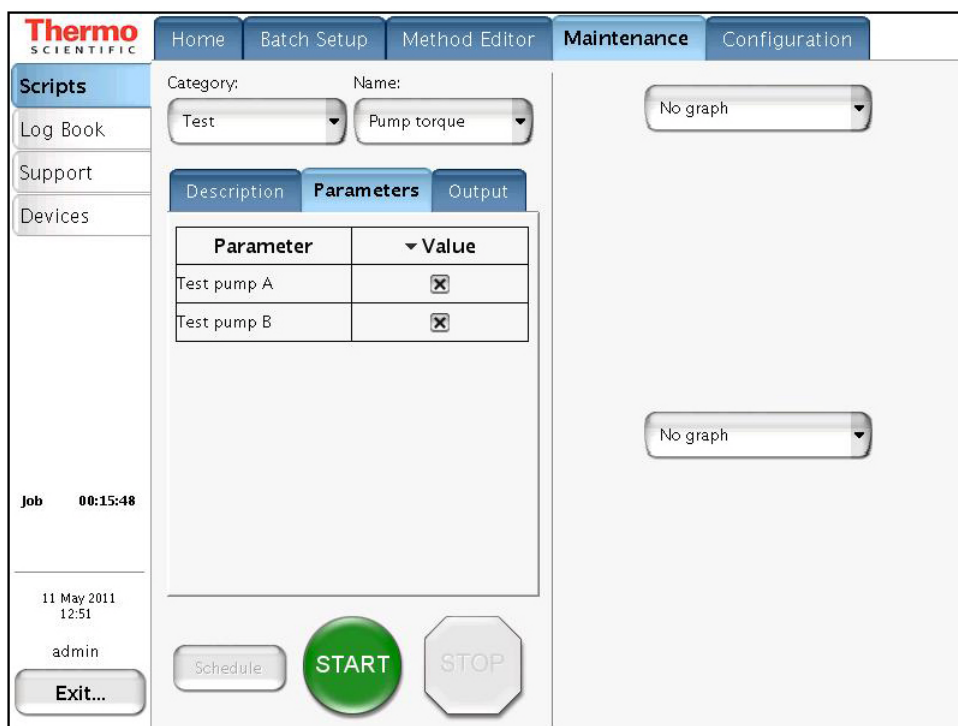 Thermo
SCIENTIFIC
Home
Batch Setup
Method Editor
Maintenance
Configuration
Scripts
Log Book
Support
Devices
Job 00:15:48
11 May 2011
12:51
admin
Exit...
Category:
Name:
Test
Pump torque
Description
Parameters
Output
Parameter
Value
Test pump A
Test pump B
Schedule
START
STOP
No graph
No graph